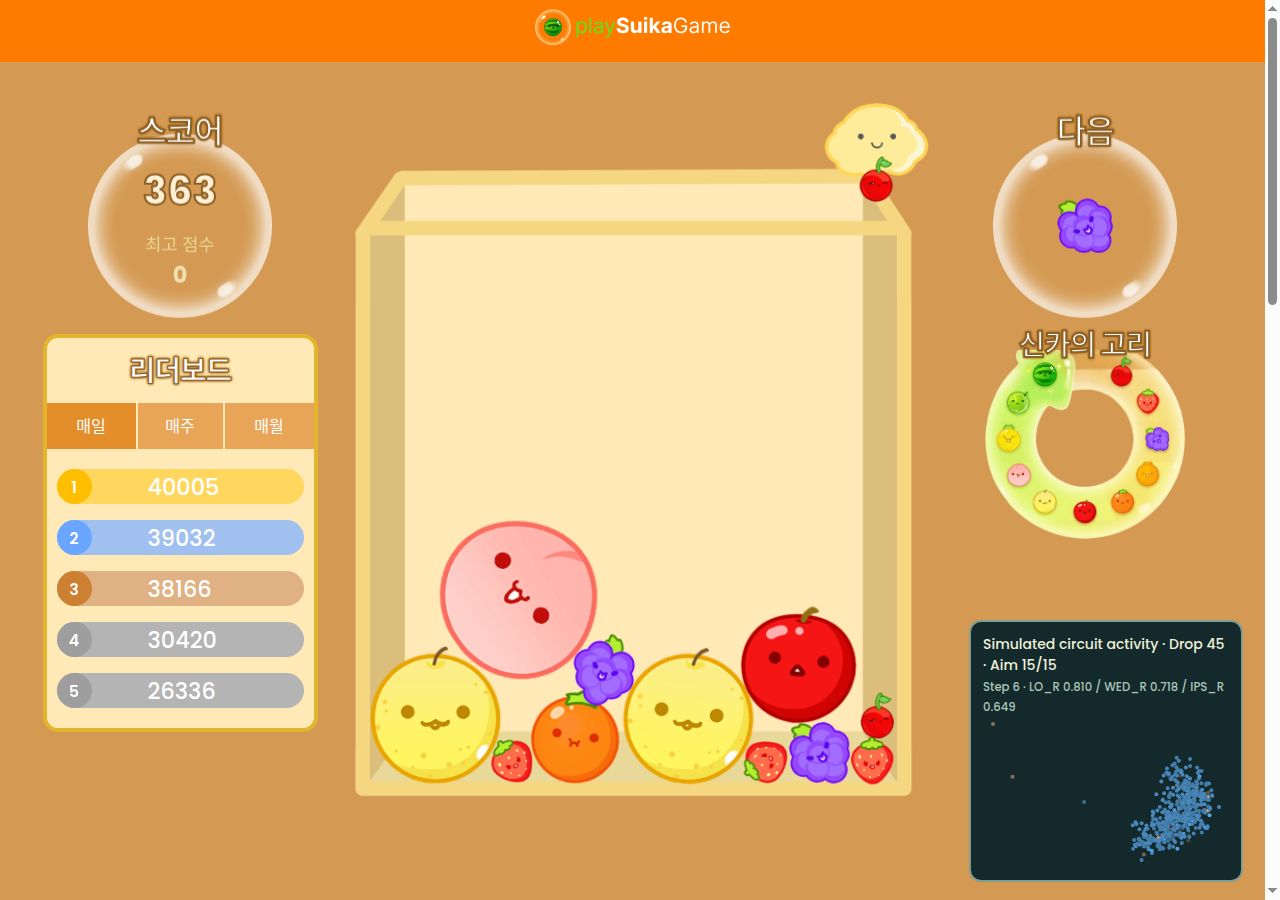 playSuikaGame
스코어
363
최고 점수
0
다음
리더보드
매일
매주
매월
1 40005
2 39032
3 38166
4 30420
5 26336
신카의 고리
Simulated circuit activity · Drop 45
· Aim 15/15
Step 6 · LO_R 0.810 / WED_R 0.718 / IPS_R
0.649